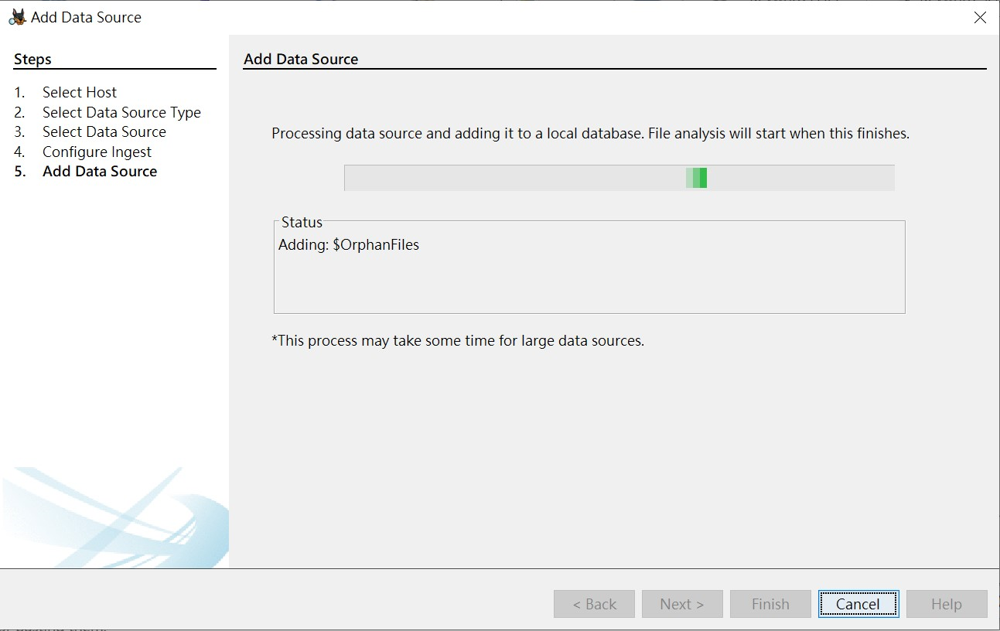 Add Data Source
Steps
1. Select Host
2. Select Data Source Type
3. Select Data Source
4. Configure Ingest
5. Add Data Source
Add Data Source
Processing data source and adding it to a local database. File analysis will start when this finishes.
Status
Adding: $OrphanFiles
*This process may take some time for large data sources.
< Back
Next >
Finish
Cancel
Help